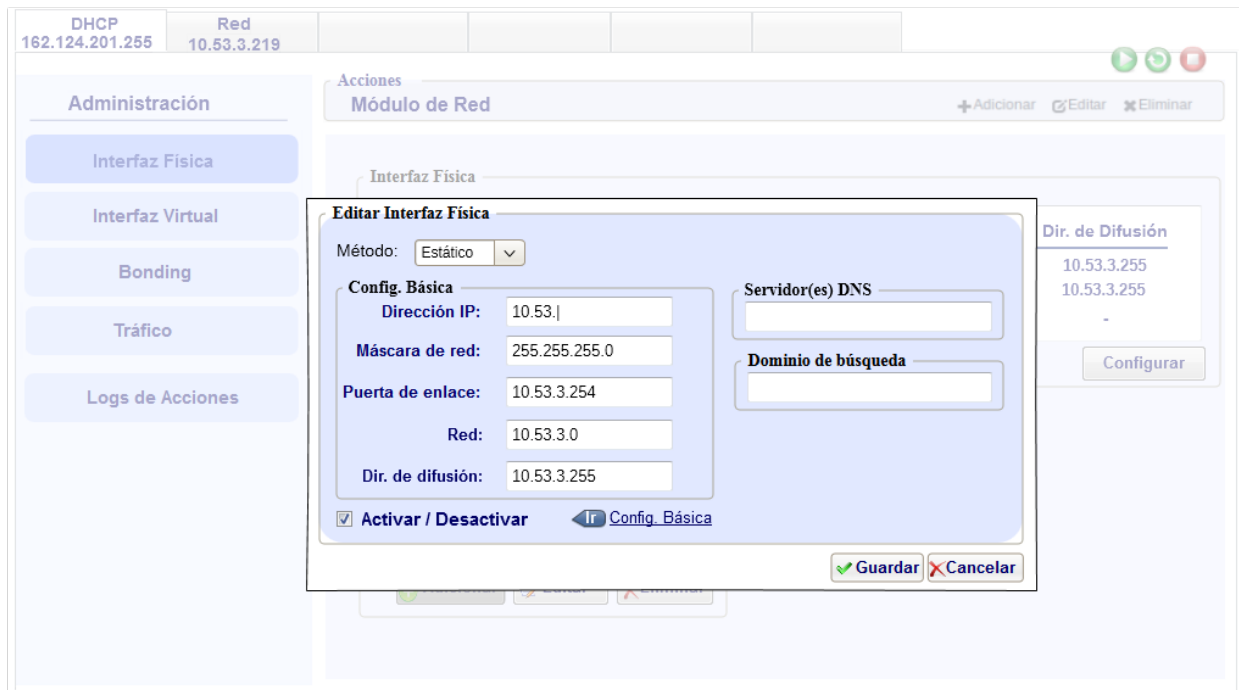 DHCP
162.124.201.255
Red
10.53.3.219
Acciones
Módulo de Red
Adicionar Editar Eliminar
Administración
Interfaz Física
Interfaz Virtual
Bonding
Tráfico
Logs de Acciones
Interfaz Física
Dir. de Difusión
10.53.3.255
10.53.3.255
-
Configurar
Editar Interfaz Física
Método: Estático
Config. Básica
Dirección IP: 10.53.
Máscara de red: 255.255.255.0
Puerta de enlace: 10.53.3.254
Red: 10.53.3.0
Dir. de difusión: 10.53.3.255
Servidor(es) DNS
Dominio de búsqueda
Activar / Desactivar
Ir Config. Básica
Guardar Cancelar
Adicionar Editar Eliminar